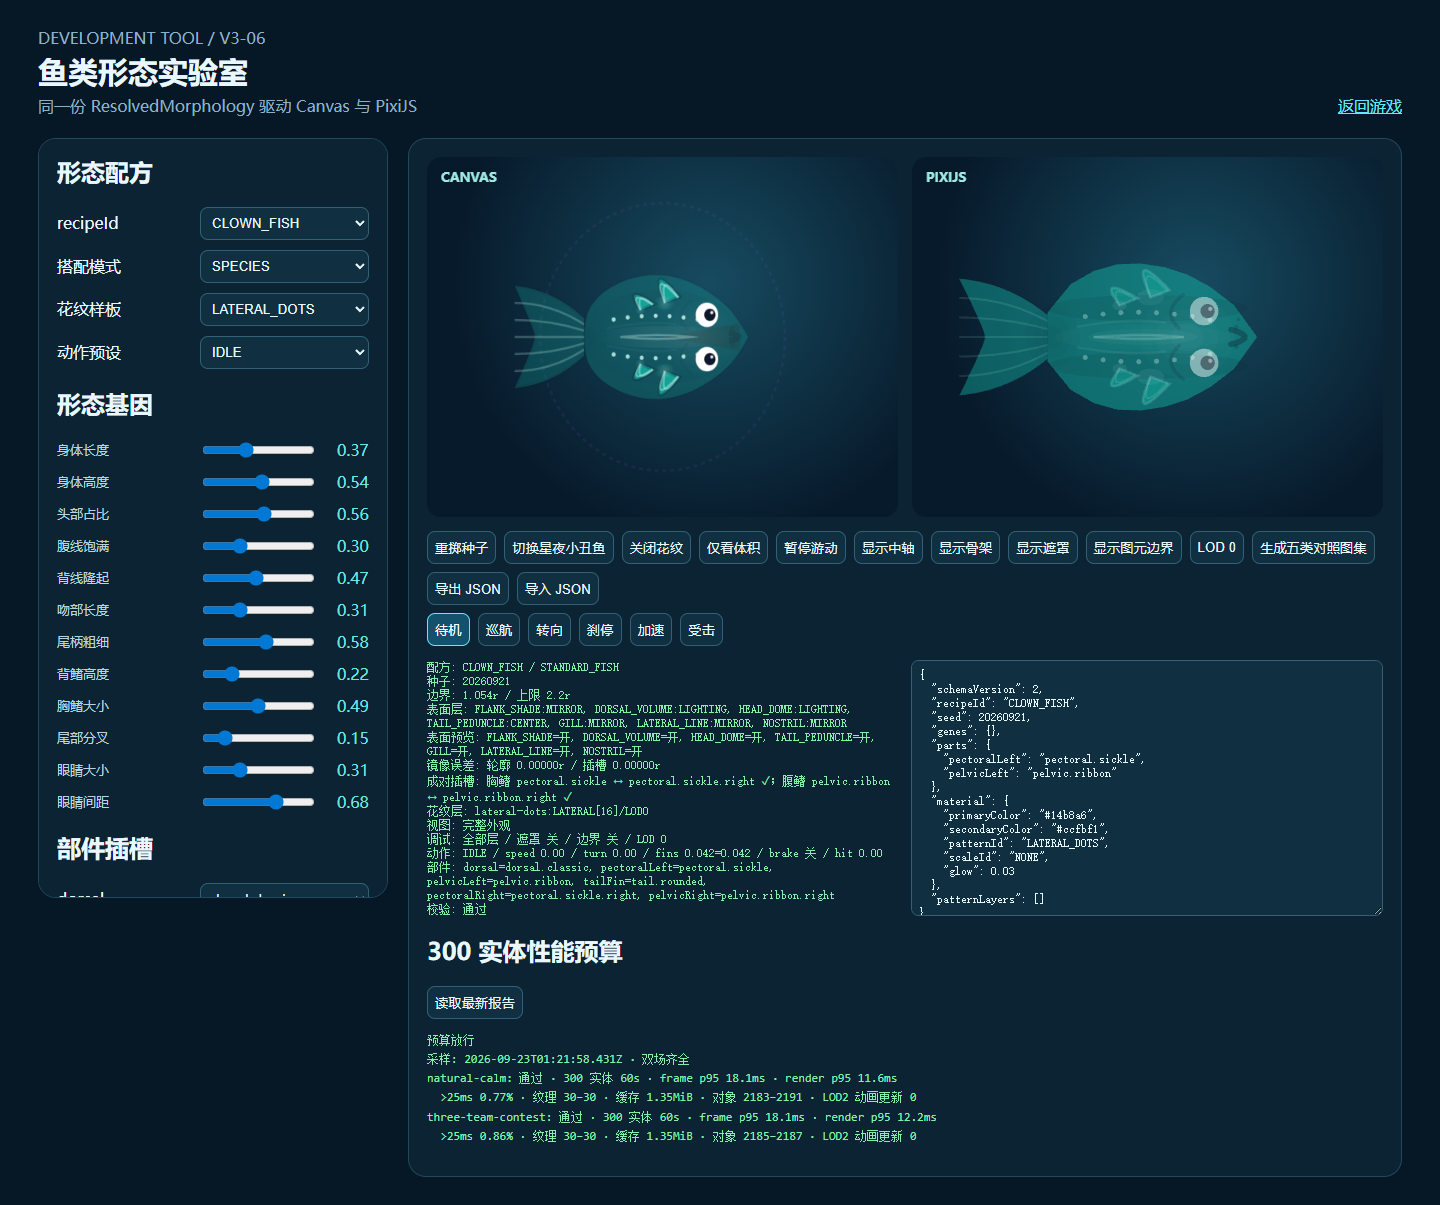 DEVELOPMENT TOOL / V3-06
鱼类形态实验室
同一份 ResolvedMorphology 驱动 Canvas 与 PixiJS
返回游戏
形态配方
recipeId CLOWN_FISH
搭配模式 SPECIES
花纹样板 LATERAL_DOTS
动作预设 IDLE
形态基因
身体长度 0.37
身体高度 0.54
头部占比 0.56
腹线饱满 0.30
背线隆起 0.47
吻部长度 0.31
尾柄粗细 0.58
背鳍高度 0.22
胸鳍大小 0.49
尾部分叉 0.15
眼睛大小 0.31
眼睛间距 0.68
部件插槽
CANVAS
PIXIJS
重掷种子 切换星夜小丑鱼 关闭花纹 仅看体积 暂停游动 显示中轴 显示骨架 显示遮罩 显示图元边界 LOD 0 生成五类对照图集
导出 JSON 导入 JSON
待机 巡航 转向 刹停 加速 受击
配方: CLOWN_FISH / STANDARD_FISH
种子: 20260921
边界: 1.054r / 上限 2.2r
表面层: FLANK_SHADE:MIRROR, DORSAL_VOLUME:LIGHTING, HEAD_DOME:LIGHTING,
TAIL_PEDUNCLE:CENTER, GILL:MIRROR, LATERAL_LINE:MIRROR, NOSTRIL:MIRROR
表面预览: FLANK_SHADE=开, DORSAL_VOLUME=开, HEAD_DOME=开, TAIL_PEDUNCLE=开,
GILL=开, LATERAL_LINE=开, NOSTRIL=开
镜像误差: 轮廓 0.00000r / 插槽 0.00000r
成对插槽: 胸鳍 pectoral.sickle ↔ pectoral.sickle.right ✓; 腹鳍 pelvic.ribbon
↔ pelvic.ribbon.right ✓
花纹层: lateral-dots:LATERAL[16]/LOD0
视图: 完整外观
调试: 全部层 / 遮罩 关 / 边界 关 / LOD 0
动作: IDLE / speed 0.00 / turn 0.00 / fins 0.042=0.042 / brake 关 / hit 0.00
部件: dorsal=dorsal.classic, pectoralLeft=pectoral.sickle,
pelvicLeft=pelvic.ribbon, tailFin=tail.rounded,
pectoralRight=pectoral.sickle.right, pelvicRight=pelvic.ribbon.right
校验: 通过
{
"schemaVersion": 2,
"recipeId": "CLOWN_FISH",
"seed": 20260921,
"genes": {},
"parts": {
"pectoralLeft": "pectoral.sickle",
"pelvicLeft": "pelvic.ribbon"
},
"material": {
"primaryColor": "#14b8a6",
"secondaryColor": "#ccfbf1",
"patternId": "LATERAL_DOTS",
"scaleId": "NONE",
"glow": 0.03
},
"patternLayers": []
}
300 实体性能预算
读取最新报告
预算放行
采样: 2026-09-23T01:21:58.431Z · 双场齐全
natural-calm: 通过 · 300 实体 60s · frame p95 18.1ms · render p95 11.6ms
>25ms 0.77% · 纹理 30-30 · 缓存 1.35MiB · 对象 2183-2191 · LOD2 动画更新 0
three-team-contest: 通过 · 300 实体 60s · frame p95 18.1ms · render p95 12.2ms
>25ms 0.86% · 纹理 30-30 · 缓存 1.35MiB · 对象 2185-2187 · LOD2 动画更新 0